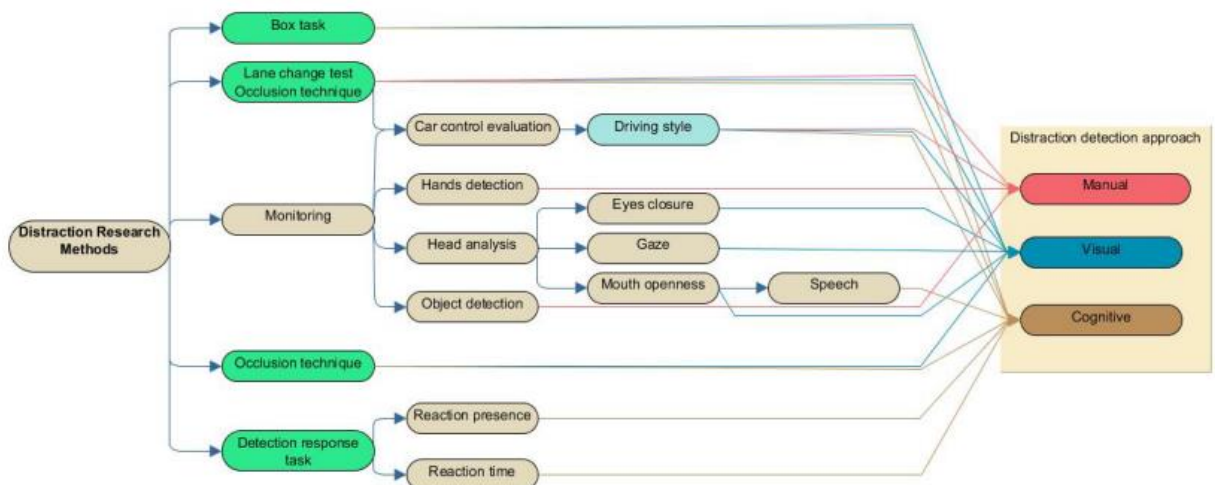 Box task
Lane change test
Occlusion technique
Car control evaluation
Driving style
Distraction detection approach
Manual
Hands detection
Eyes closure
Monitoring
Distraction Research
Methods
Head analysis
Gaze
Visual
Mouth openness
Speech
Object detection
Cognitive
Occlusion technique
Reaction presence
Detection response
task
Reaction time